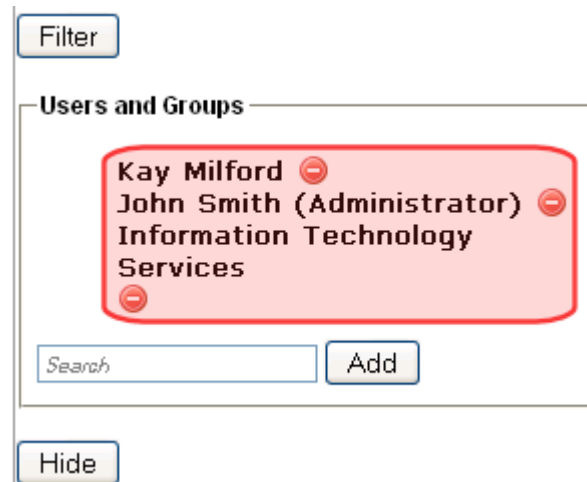 Filter
Users and Groups
Kay Milford
John Smith (Administrator)
Information Technology
Services
Search
Add
Hide